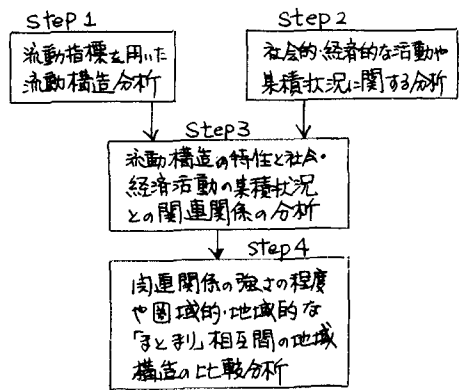 Step 1
流動指標を用いた
流動構造分析
Step 2
社会的・経済的な活動や
集積状況に関する分析
Step3
流動構造の特性と社会・
経済活動の集積状況
との関連関係の分析
Step 4
関連関係の強さの程度
や圏域的・地域的な
「まとまり」相互間の地域
構造の比較分析